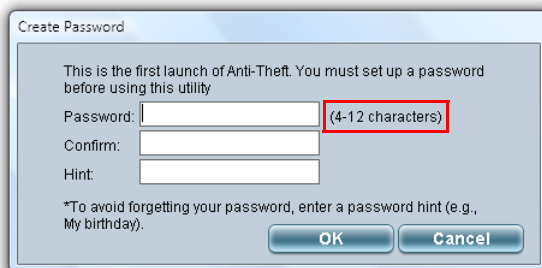 Create Password
This is the first launch of Anti-Theft. You must set up a password
before using this utility
Password: (4-12 characters)
Confirm:
Hint:
*To avoid forgetting your password, enter a password hint (e.g.,
My birthday).
OK Cancel